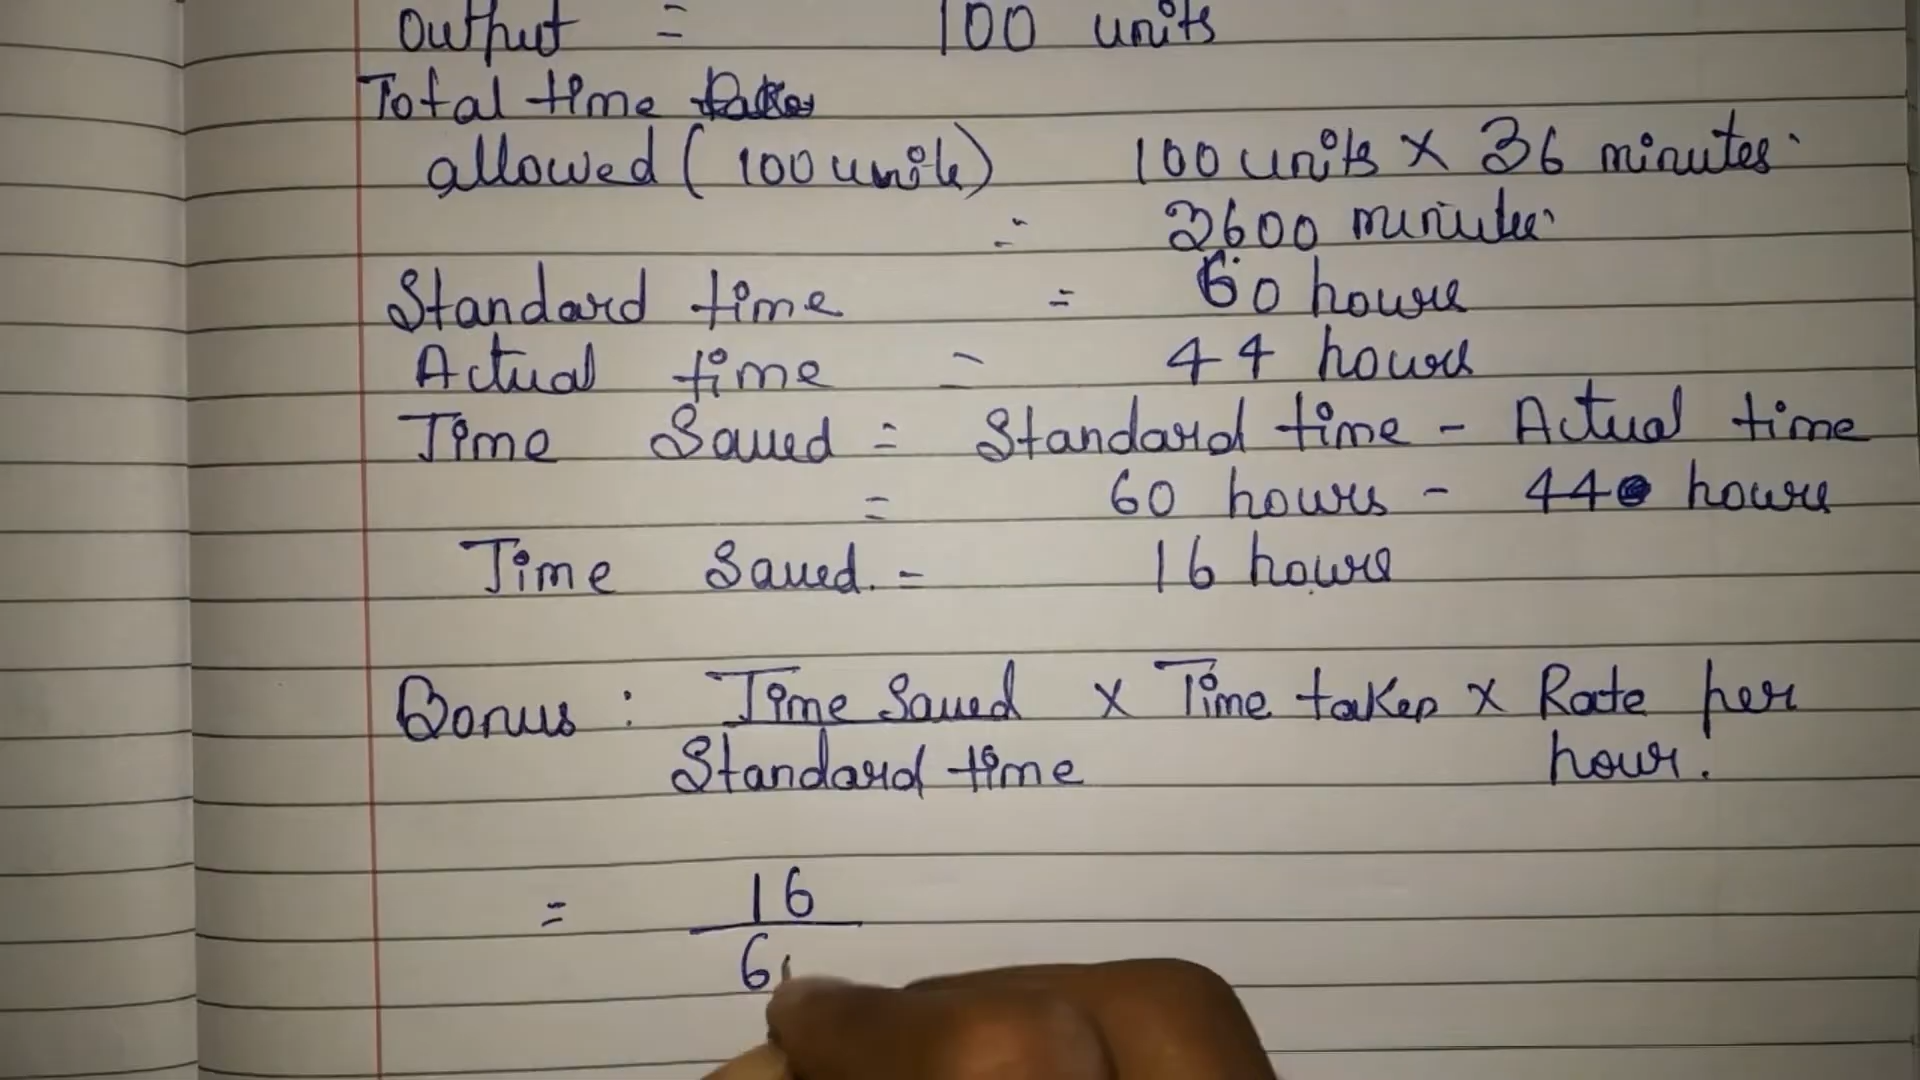 Output = 100 units
Total time
allowed (100 units) 100 units × 36 minutes.
= 3600 minutes.
Standard time = 60 hours
Actual time = 44 hours
Time Saved = Standard time - Actual time
= 60 hours - 44 hours
Time Saved. = 16 hours
Bonus : Time Saved × Time taken × Rate per
Standard time hour.
= 16
6